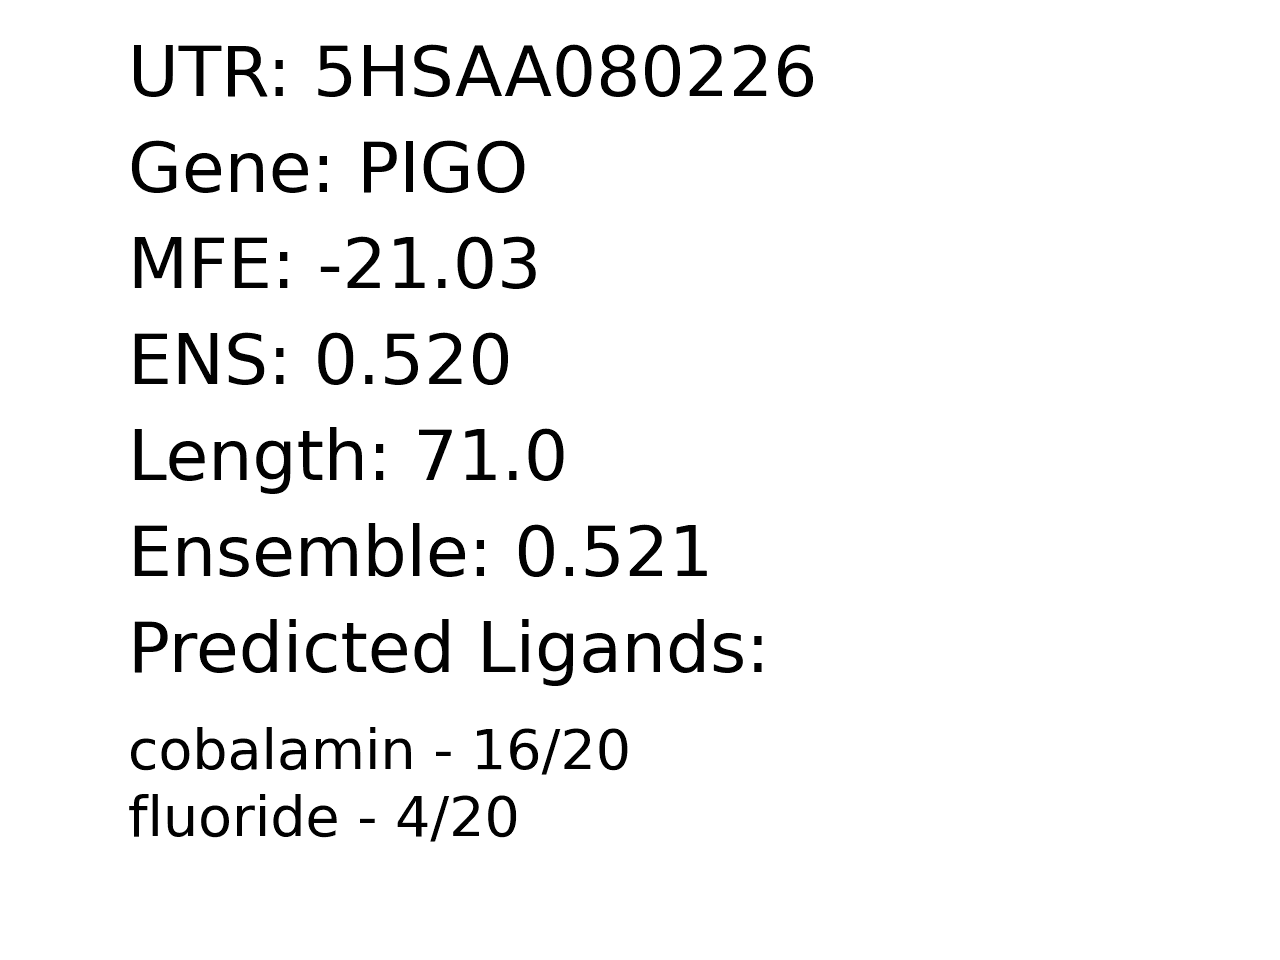 UTR: 5HSAA080226
Gene: PIGO
MFE: -21.03
ENS: 0.520
Length: 71.0
Ensemble: 0.521
Predicted Ligands:
cobalamin - 16/20
fluoride - 4/20